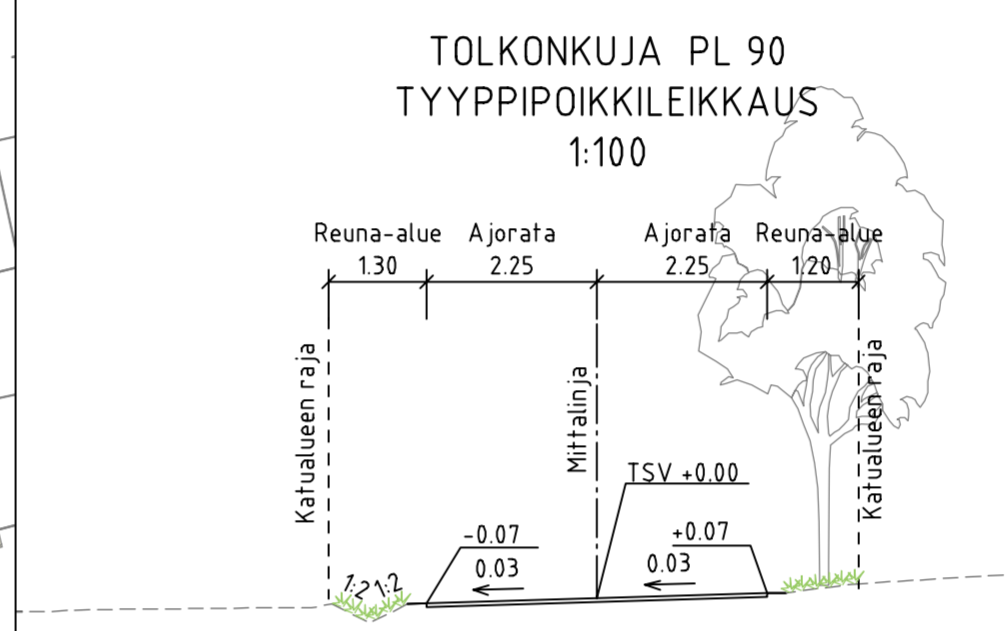 TOLKONKUJA PL 90
TYYPPIPOIKKILEIKKAUS
1:100
Reuna-alue Ajorata Ajorata Reuna-alue
1.30 2.25 2.25 1.20
Katualueen raja
Mittalinja
Katualueen raja
TSV +0.00
-0.07 +0.07
0.03 0.03
1:2 1:2